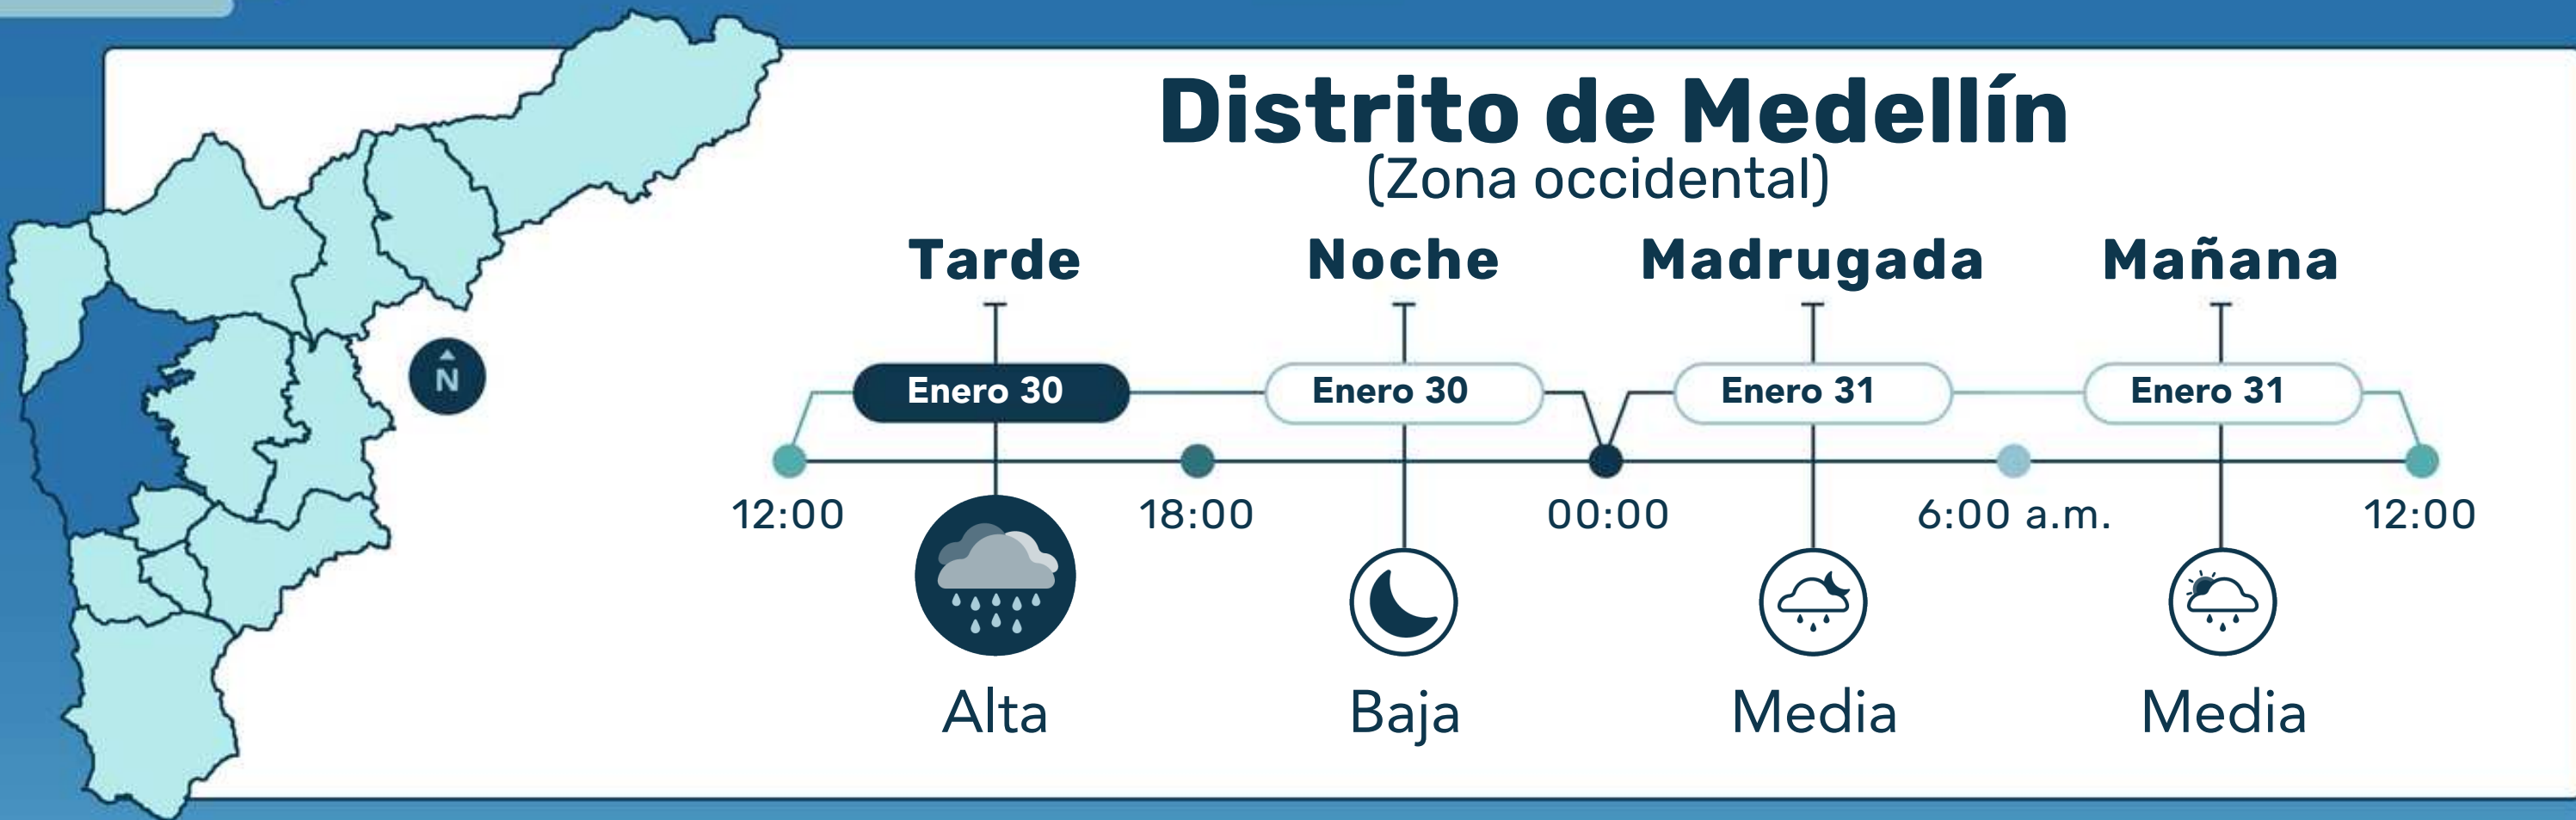 Distrito de Medellín
(Zona occidental)
Tarde Noche Madrugada Mañana
Enero 30 Enero 30 Enero 31 Enero 31
N
12:00 18:00 00:00 6:00 a.m. 12:00
Alta Baja Media Media